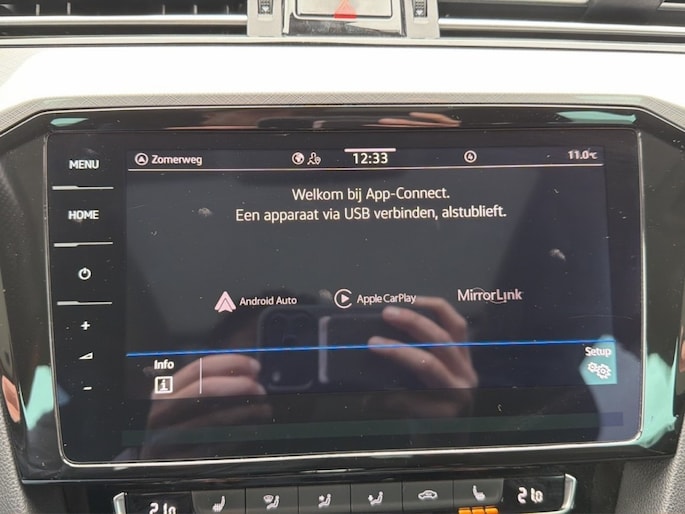 MENU
HOME
+
-
Zomerweg
12:33
4
11.0°C
Welkom bij App-Connect.
Een apparaat via USB verbinden, alstublieft.
Android Auto
Apple CarPlay
MirrorLink
Info
i
Setup